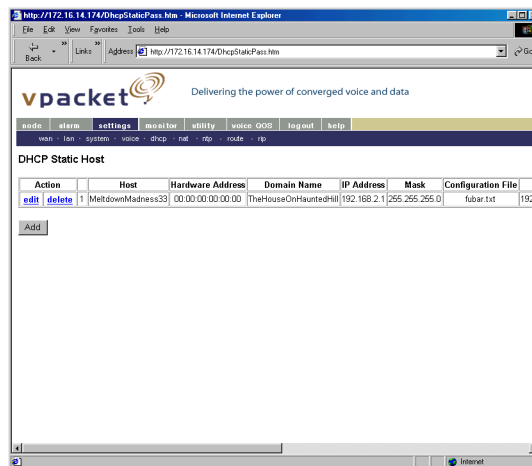 http://172.16.14.174/DhcpStaticPass.htm - Microsoft Internet Explorer
File Edit View Favorites Tools Help
Back » Links » Address http://172.16.14.174/DhcpStaticPass.htm Go
vpacket Delivering the power of converged voice and data
node alarm settings monitor utility voice QOS logout help
wan · lan · system · voice · dhcp · nat · ntp · route · rip
DHCP Static Host
Action Host Hardware Address Domain Name IP Address Mask Configuration File
edit delete 1 MeltdownMadness33 00:00:00:00:00:00 TheHouseOnHauntedHill 192.168.2.1 255.255.255.0 fubar.txt 192
Add
Internet